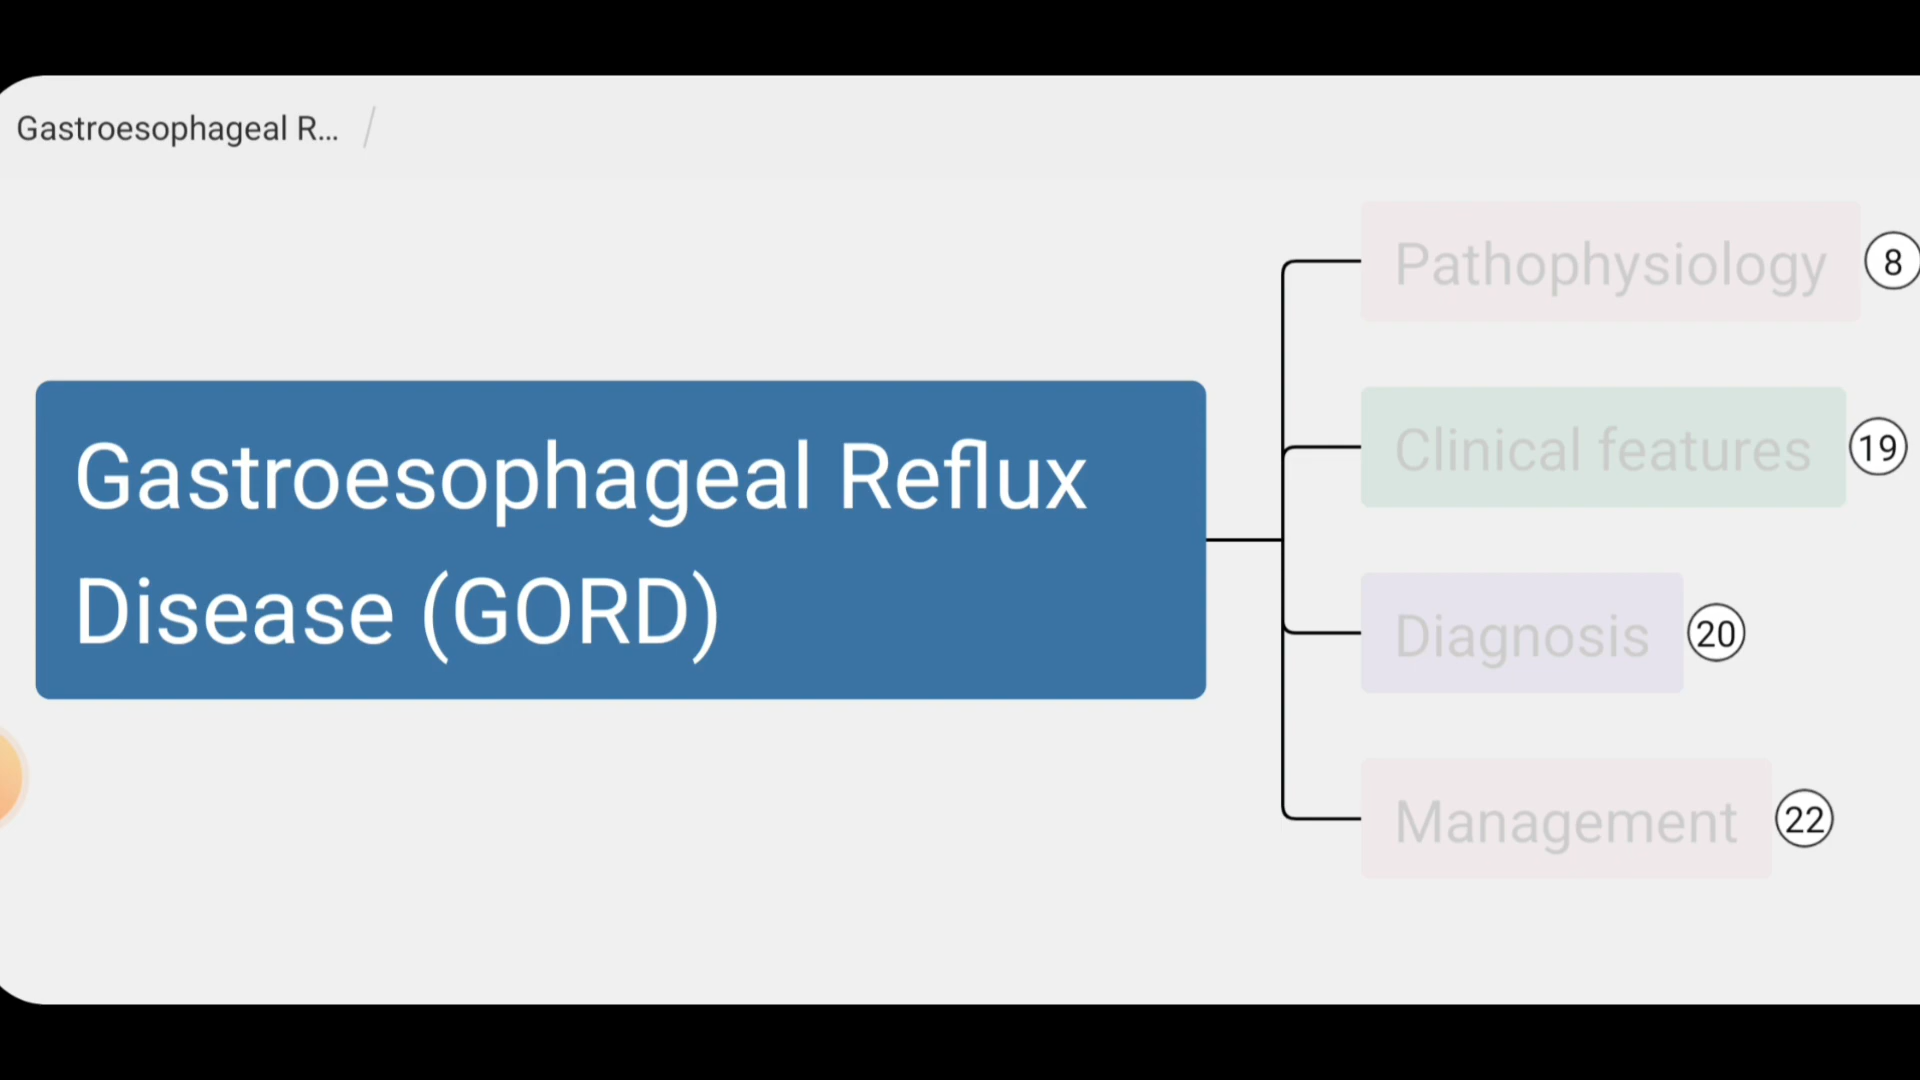 Gastroesophageal R...
Pathophysiology 8
Gastroesophageal Reflux
Disease (GORD)
Clinical features 19
Diagnosis 20
Management 22